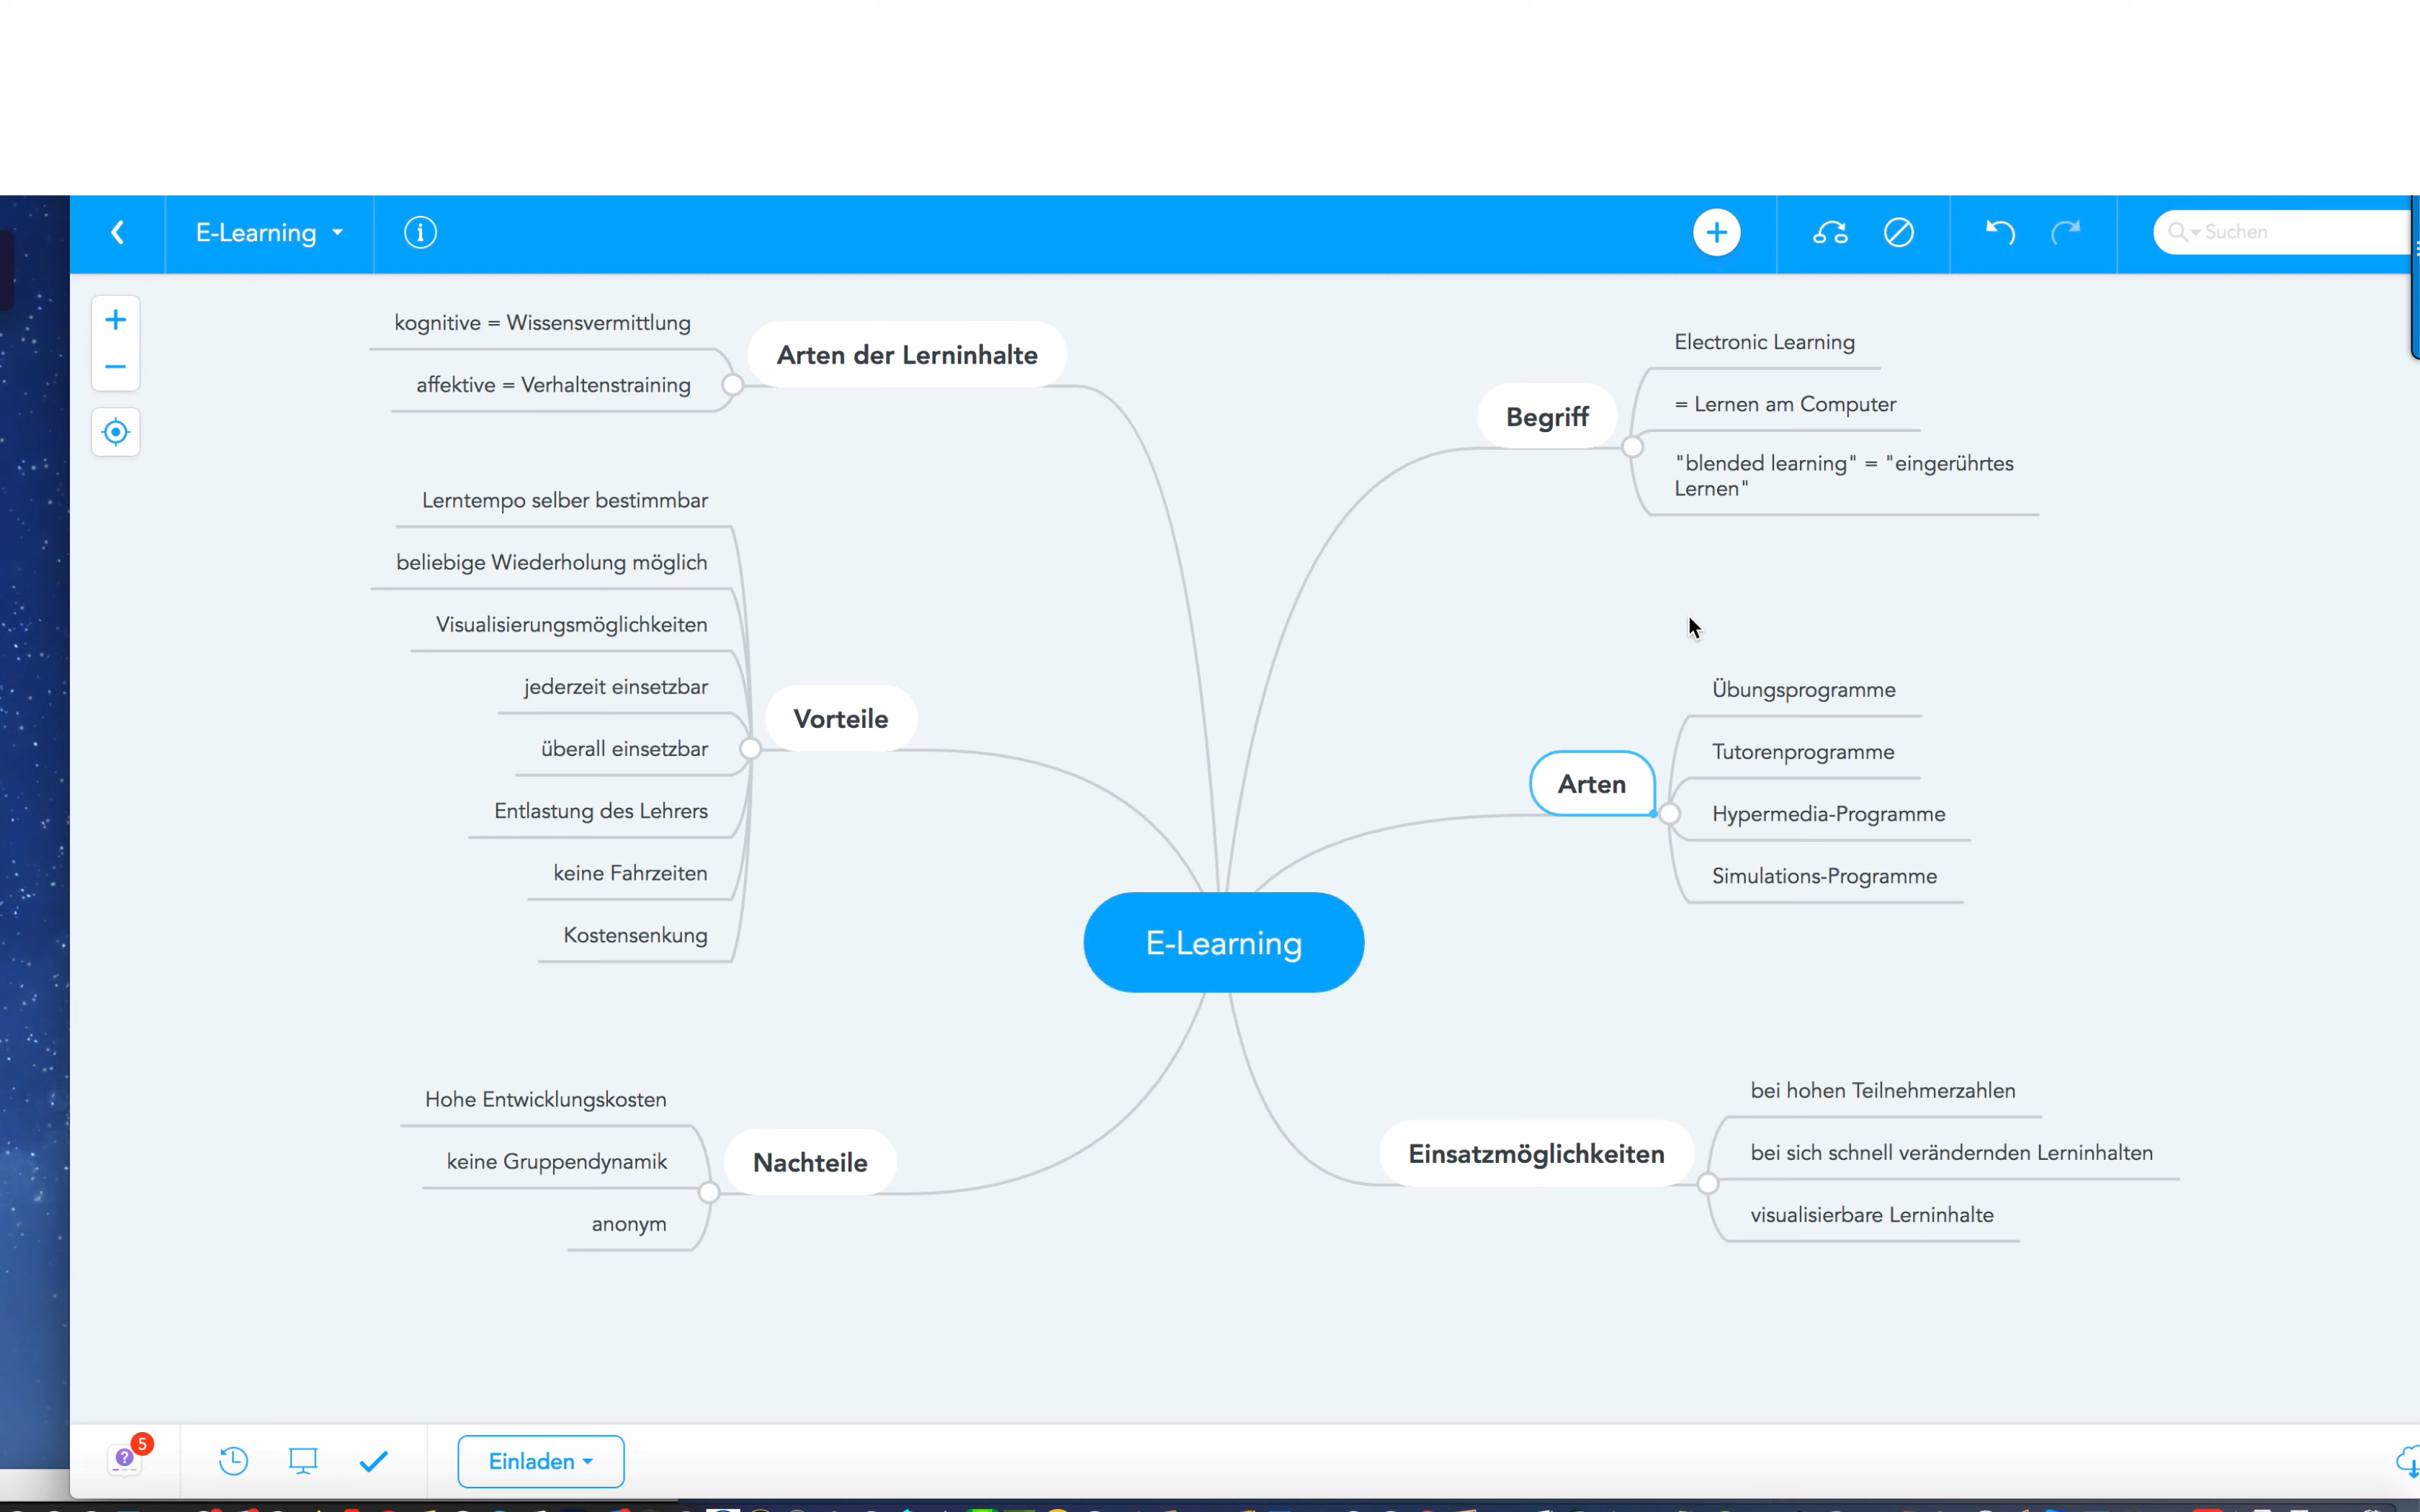 E-Learning
Suchen
kognitive = Wissensvermittlung
affektive = Verhaltenstraining
Arten der Lerninhalte
Lerntempo selber bestimmbar
beliebige Wiederholung möglich
Visualisierungsmöglichkeiten
jederzeit einsetzbar
überall einsetzbar
Entlastung des Lehrers
keine Fahrzeiten
Kostensenkung
Vorteile
Hohe Entwicklungskosten
keine Gruppendynamik
anonym
Nachteile
E-Learning
Begriff
Electronic Learning
= Lernen am Computer
"blended learning" = "eingerührtes
Lernen"
Arten
Übungsprogramme
Tutorenprogramme
Hypermedia-Programme
Simulations-Programme
Einsatzmöglichkeiten
bei hohen Teilnehmerzahlen
bei sich schnell verändernden Lerninhalten
visualisierbare Lerninhalte
5
Einladen